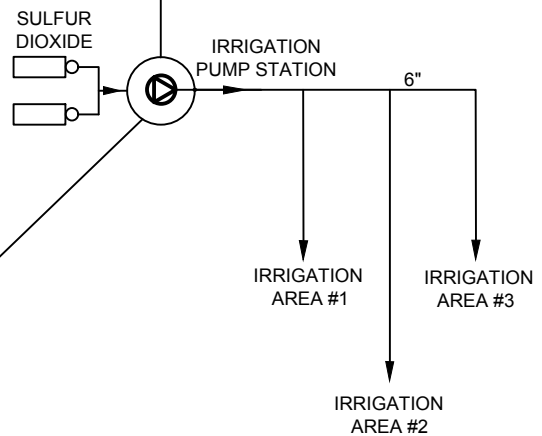 SULFUR
DIOXIDE
IRRIGATION
PUMP STATION
6"
IRRIGATION
AREA #1
IRRIGATION
AREA #3
IRRIGATION
AREA #2